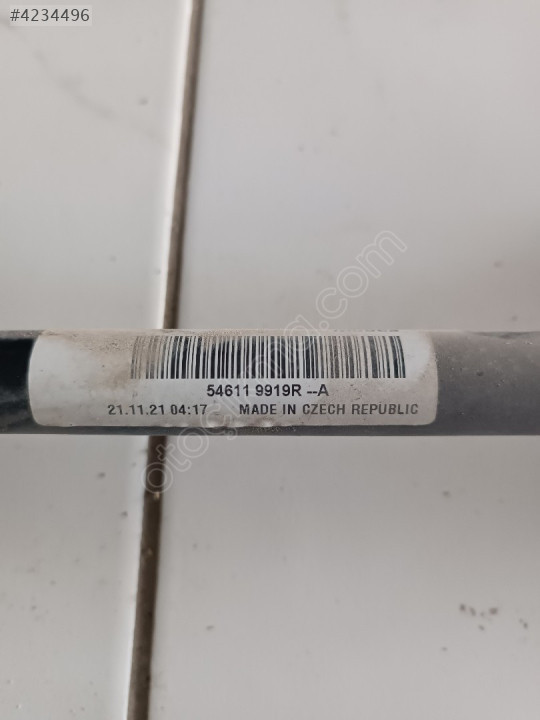 #4234496
54611 9919R --A
21.11.21 04:17 MADE IN CZECH REPUBLIC